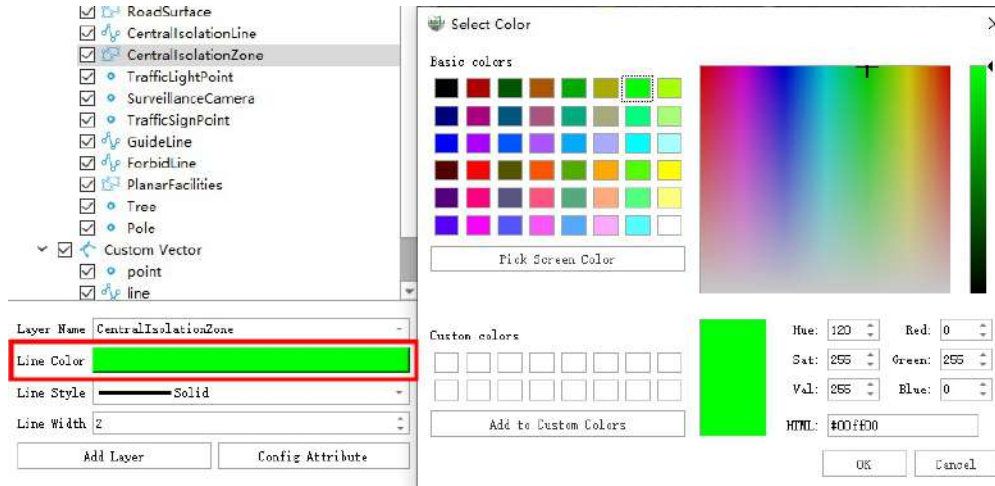 RoadSurface
CentralIsolationLine
CentralIsolationZone
TrafficLightPoint
SurveillanceCamera
TrafficSignPoint
GuideLine
ForbidLine
PlanarFacilities
Tree
Pole
Custom Vector
point
line
Layer Name CentralIsolationZone
Line Color
Line Style Solid
Line Width 2
Add Layer Config Attribute
Select Color
Basic colors
Pick Screen Color
Custom colors
Add to Custom Colors
Hue: 120 Red: 0
Sat: 255 Green: 255
Val: 255 Blue: 0
HTML: #00ff00
OK Cancel